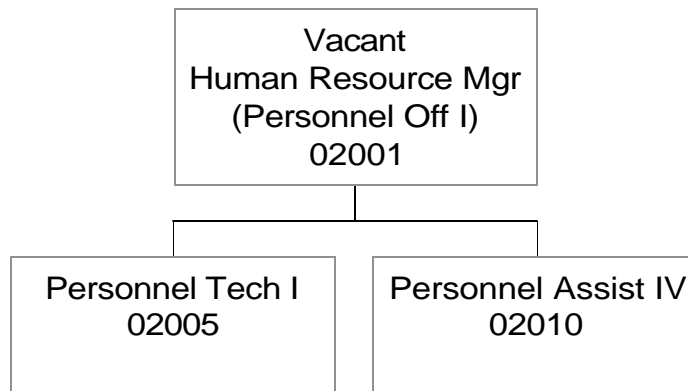 Vacant
Human Resource Mgr
(Personnel Off I)
02001
Personnel Tech I
02005
Personnel Assist IV
02010